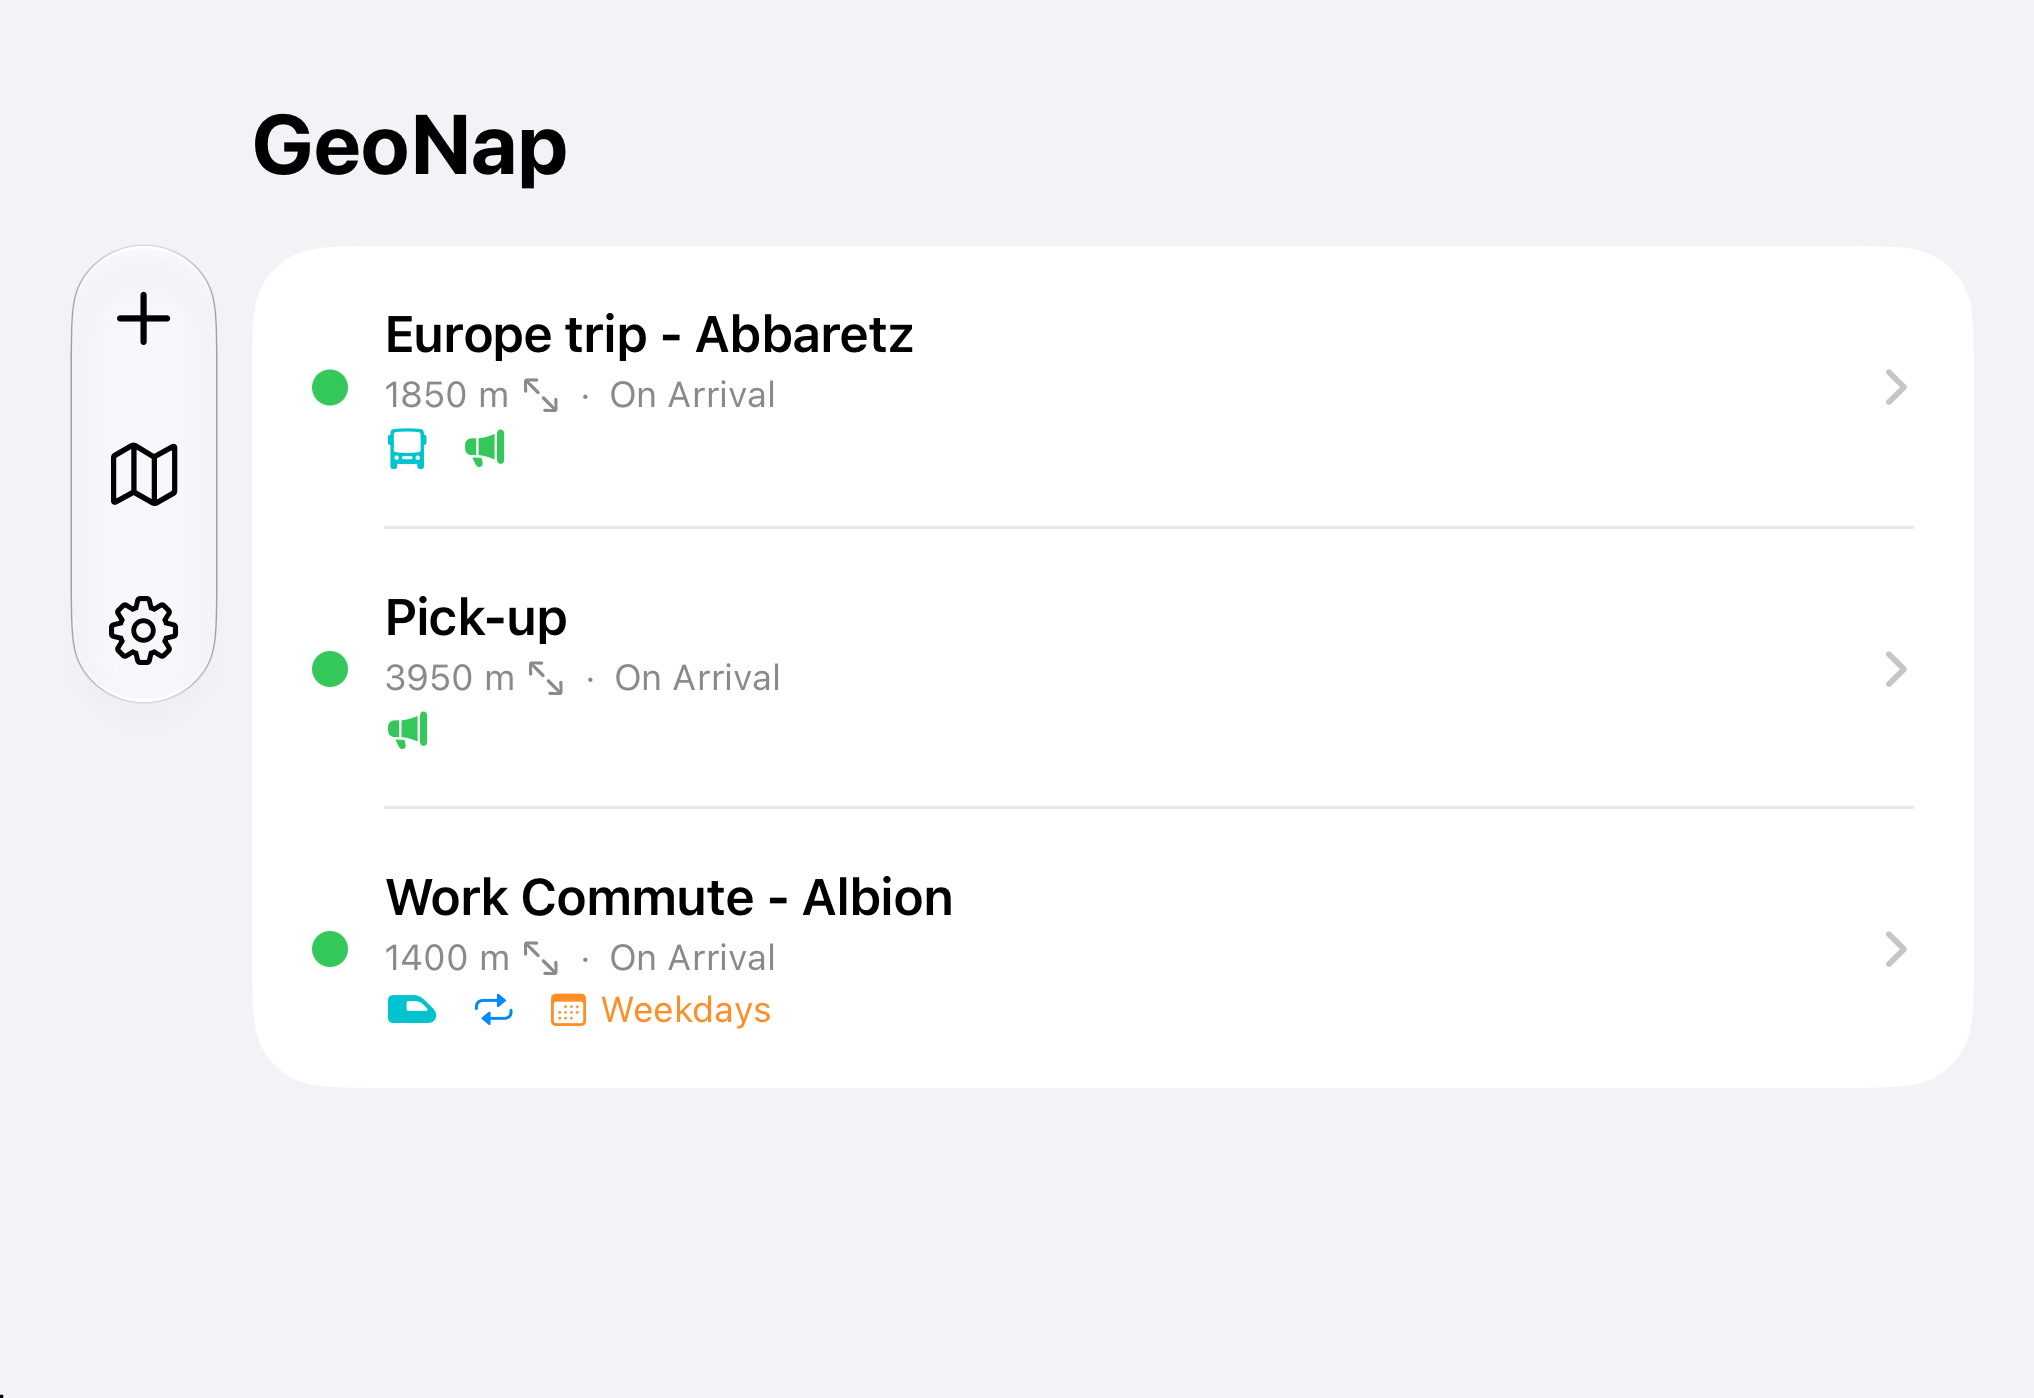 GeoNap
Europe trip - Abbaretz
1850 m · On Arrival
Pick-up
3950 m · On Arrival
Work Commute - Albion
1400 m · On Arrival
Weekdays